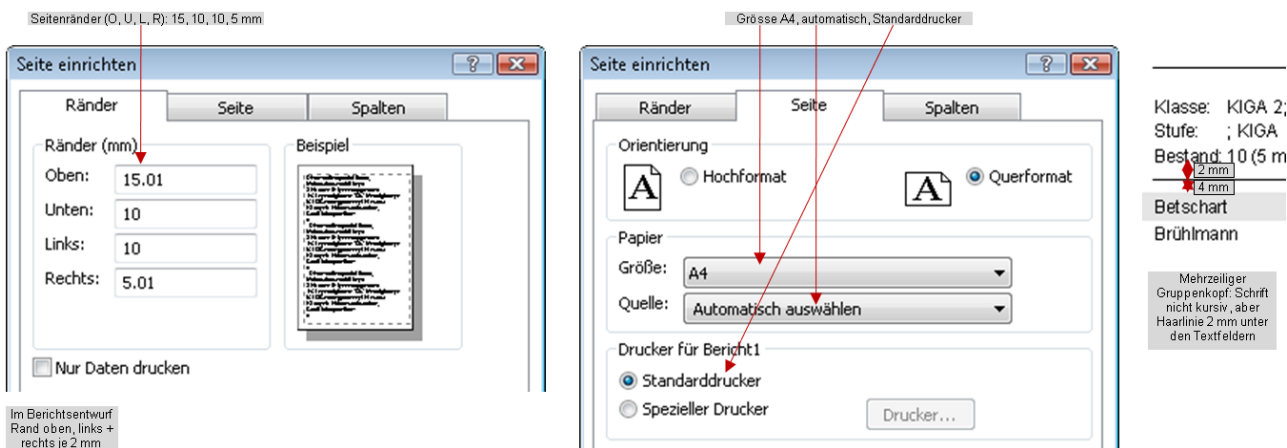 Seitenränder (O, U, L, R): 15, 10, 10, 5 mm
Seite einrichten
Ränder
Seite
Spalten
Ränder (mm)
Oben:
15.01
Unten:
10
Links:
10
Rechts:
5.01
Beispiel
Nur Daten drucken
Im Berichtsentwurf
Rand oben, links +
rechts je 2 mm
Grösse A4, automatisch, Standarddrucker
Seite einrichten
Ränder
Seite
Spalten
Orientierung
A
Hochformat
A
Querformat
Papier
Größe:
A4
Quelle:
Automatisch auswählen
Drucker für Bericht1
Standarddrucker
Spezieller Drucker
Drucker...
Klasse: KIGA 2;
Stufe: ; KIGA
Bestand: 10 (5 m
2 mm
4 mm
Betschart
Brühlmann
Mehrzeiliger
Gruppenkopf: Schrift
nicht kursiv, aber
Haarlinie 2 mm unter
den Textfeldern